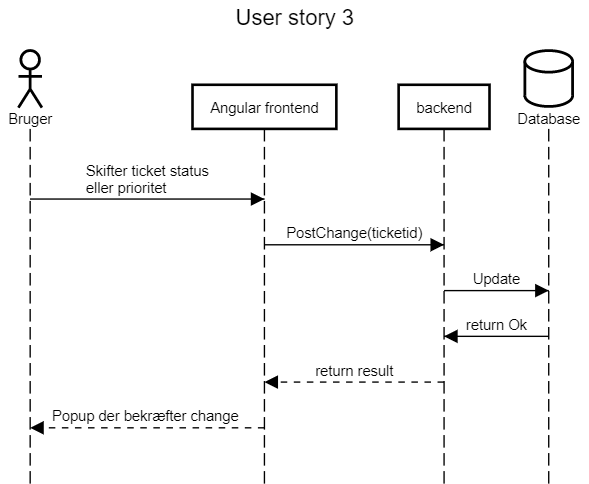 User story 3
Bruger
Angular frontend
backend
Database
Skifter ticket status
eller prioritet
PostChange(ticketid)
Update
return Ok
return result
Popup der bekræfter change